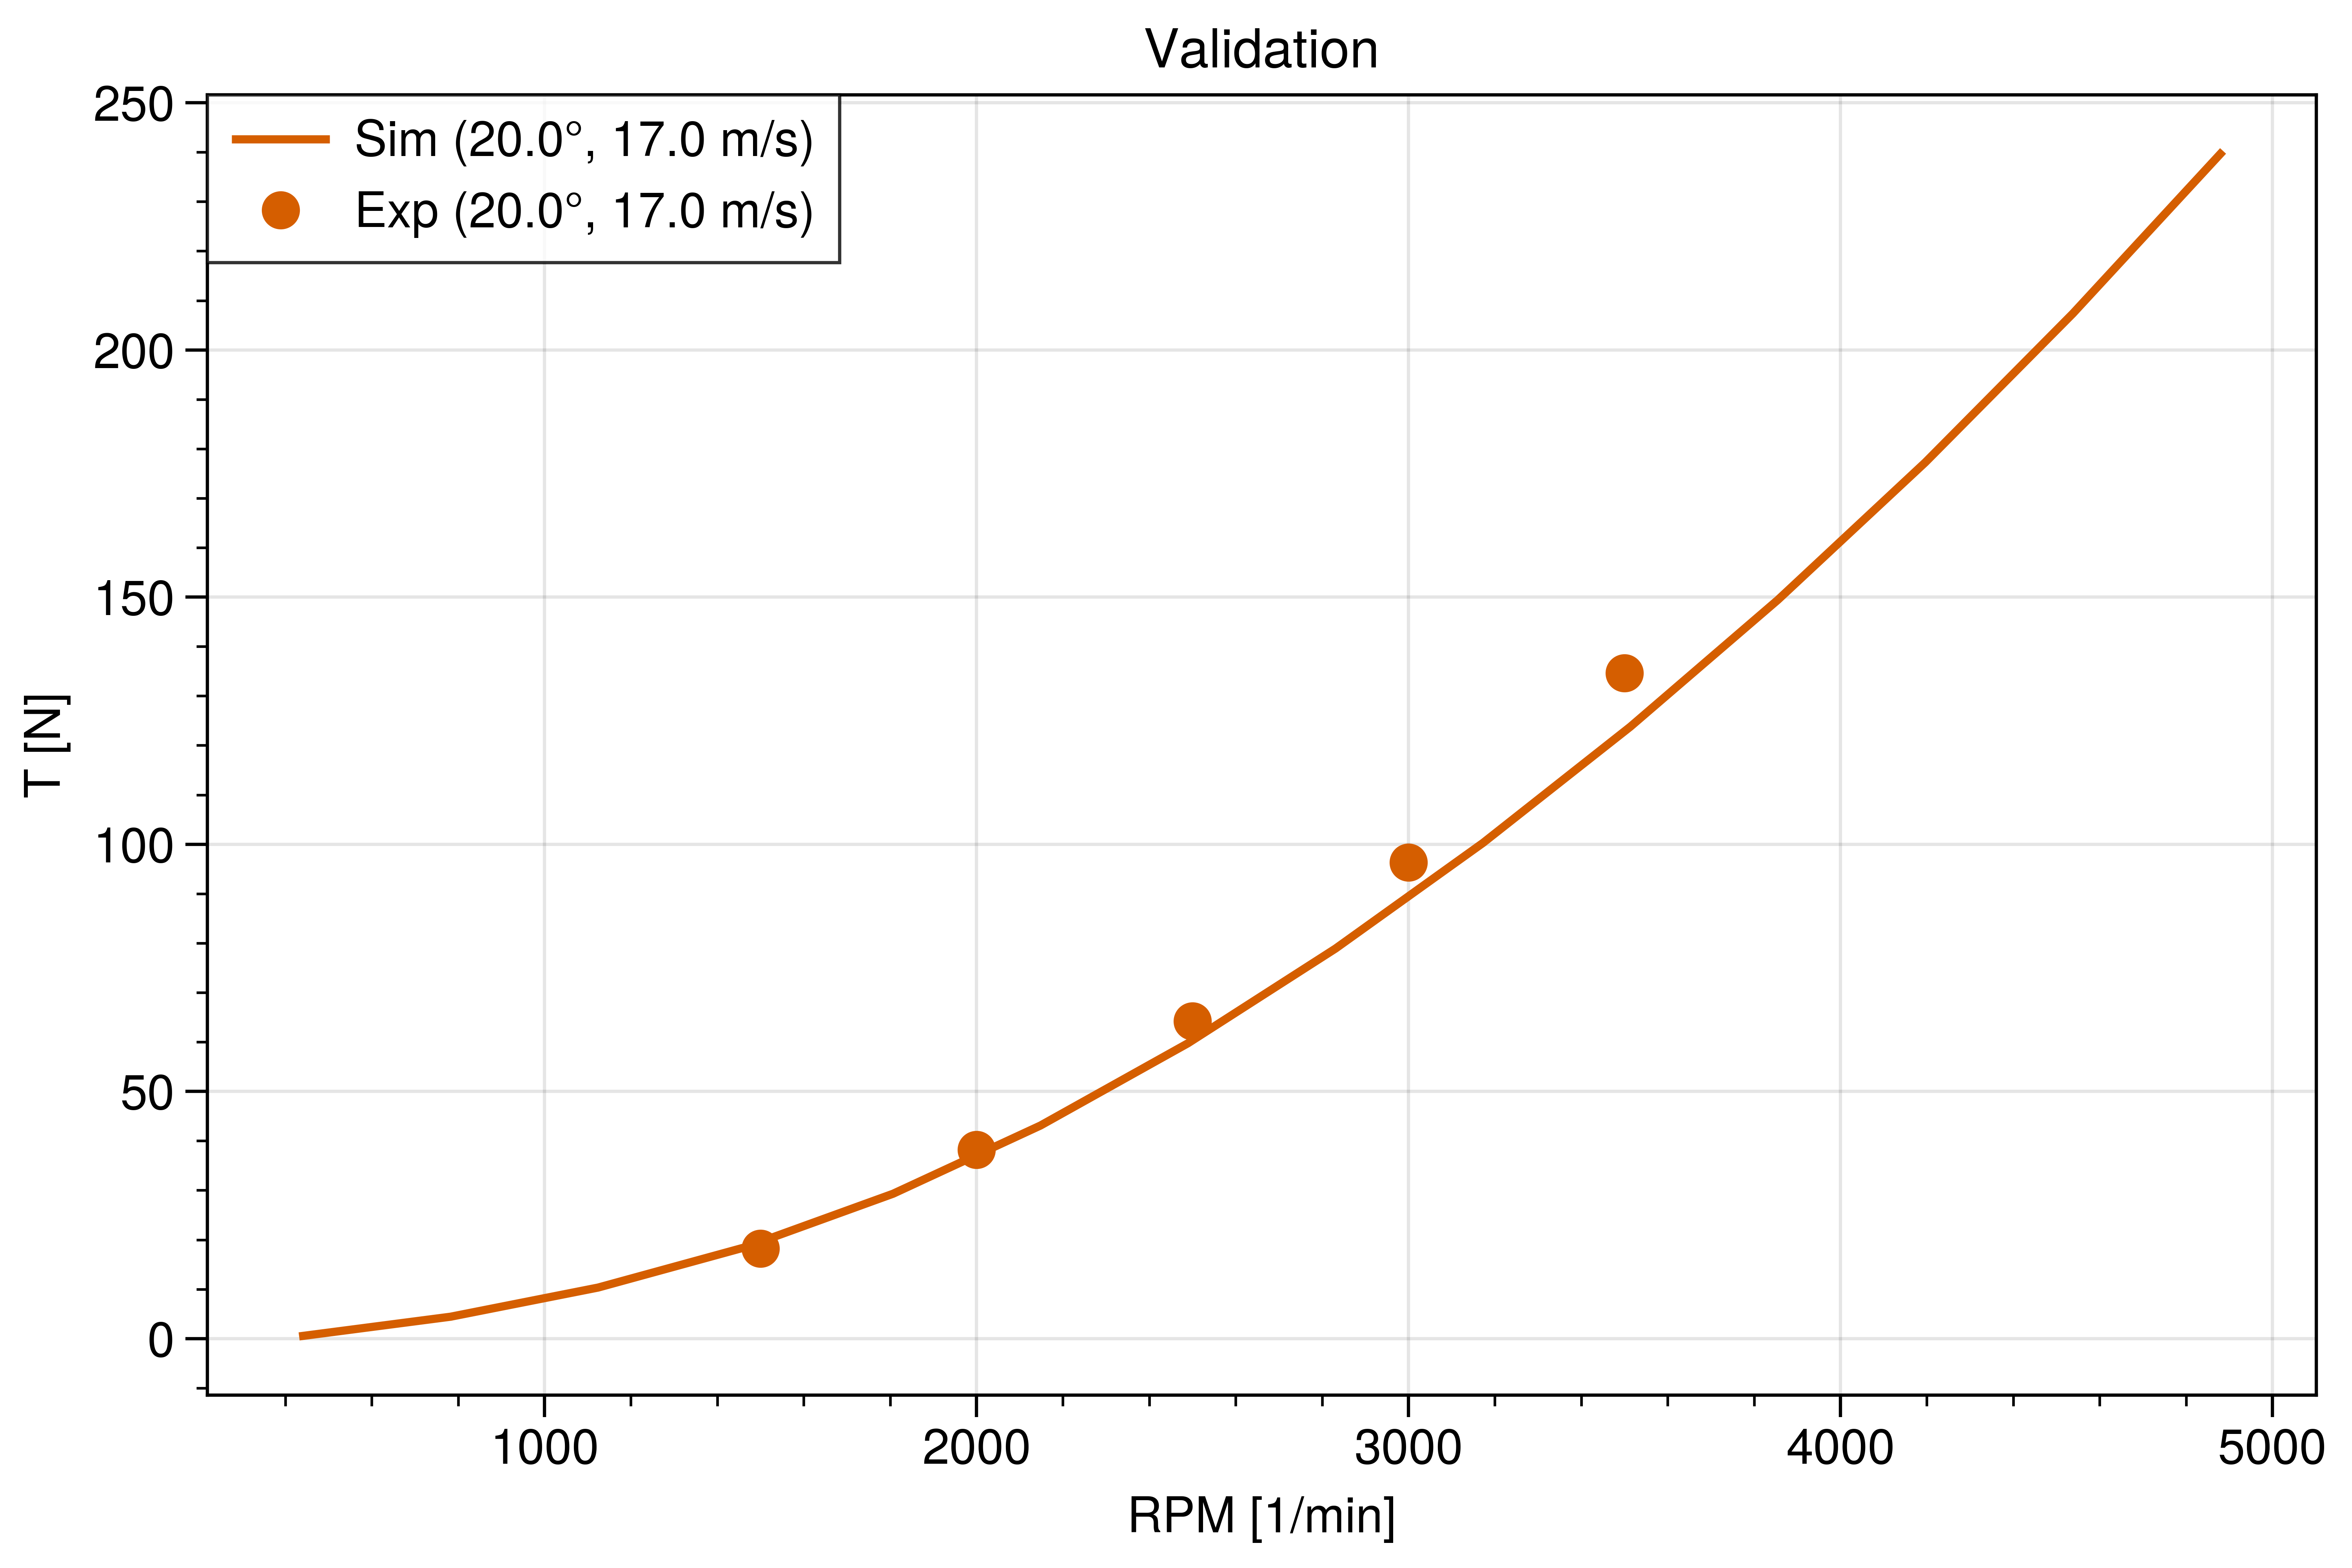 Validation
Sim (20.0°, 17.0 m/s)
Exp (20.0°, 17.0 m/s)
250
200
150
100
50
0
T [N]
1000 2000 3000 4000 5000
RPM [1/min]